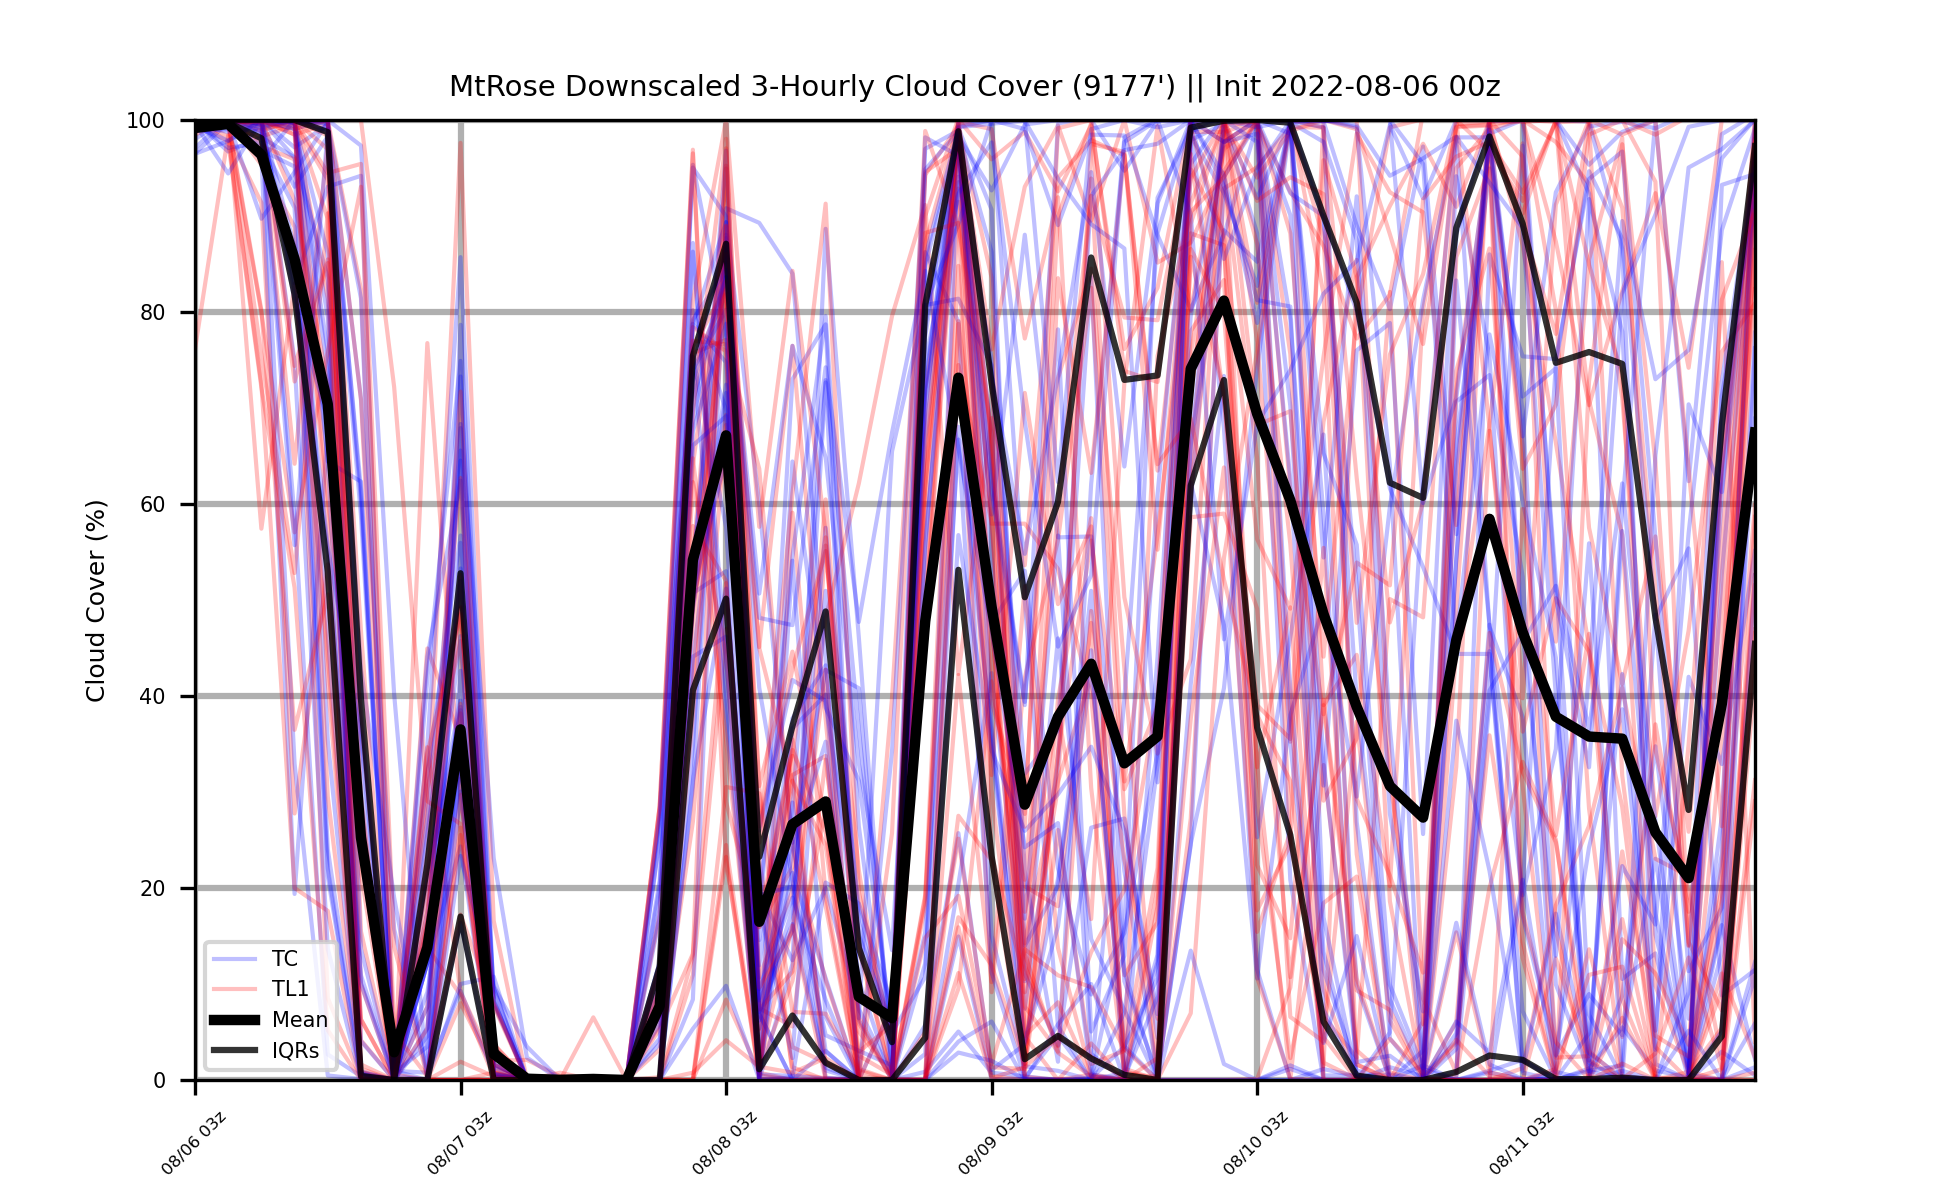 MtRose Downscaled 3-Hourly Cloud Cover (9177') || Init 2022-08-06 00z
Cloud Cover (%)
100
80
60
40
20
0
TC
TL1
Mean
IQRs
08/06 03z
08/07 03z
08/08 03z
08/09 03z
08/10 03z
08/11 03z